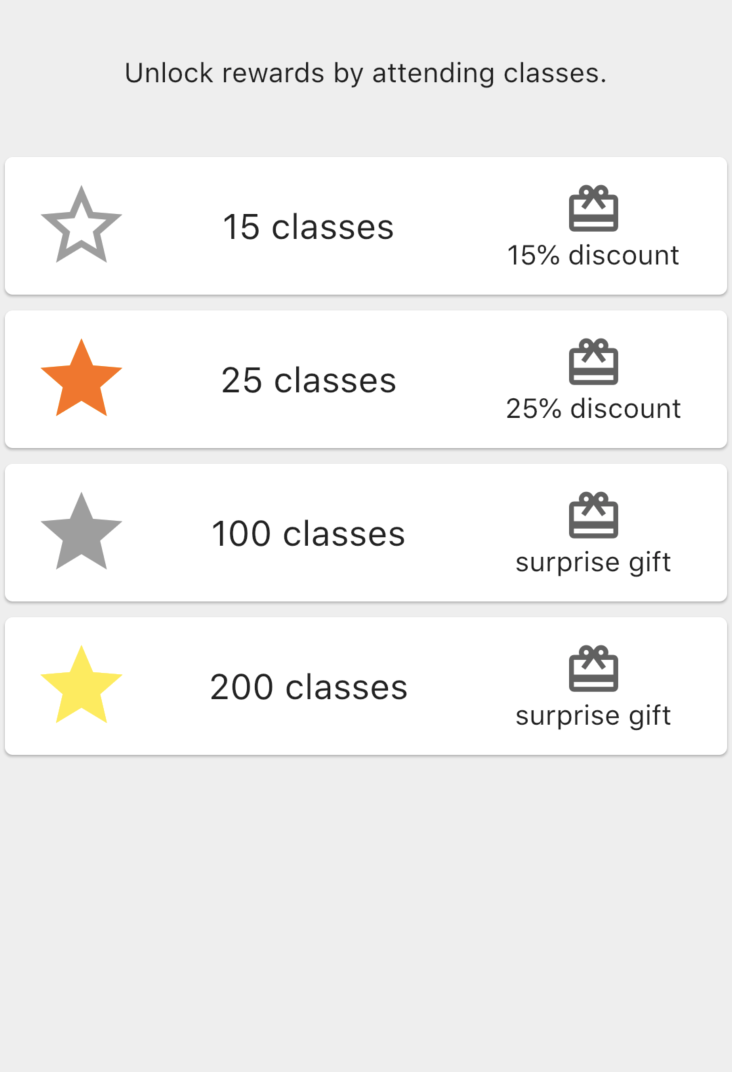 Unlock rewards by attending classes.
15 classes
15% discount
25 classes
25% discount
100 classes
surprise gift
200 classes
surprise gift